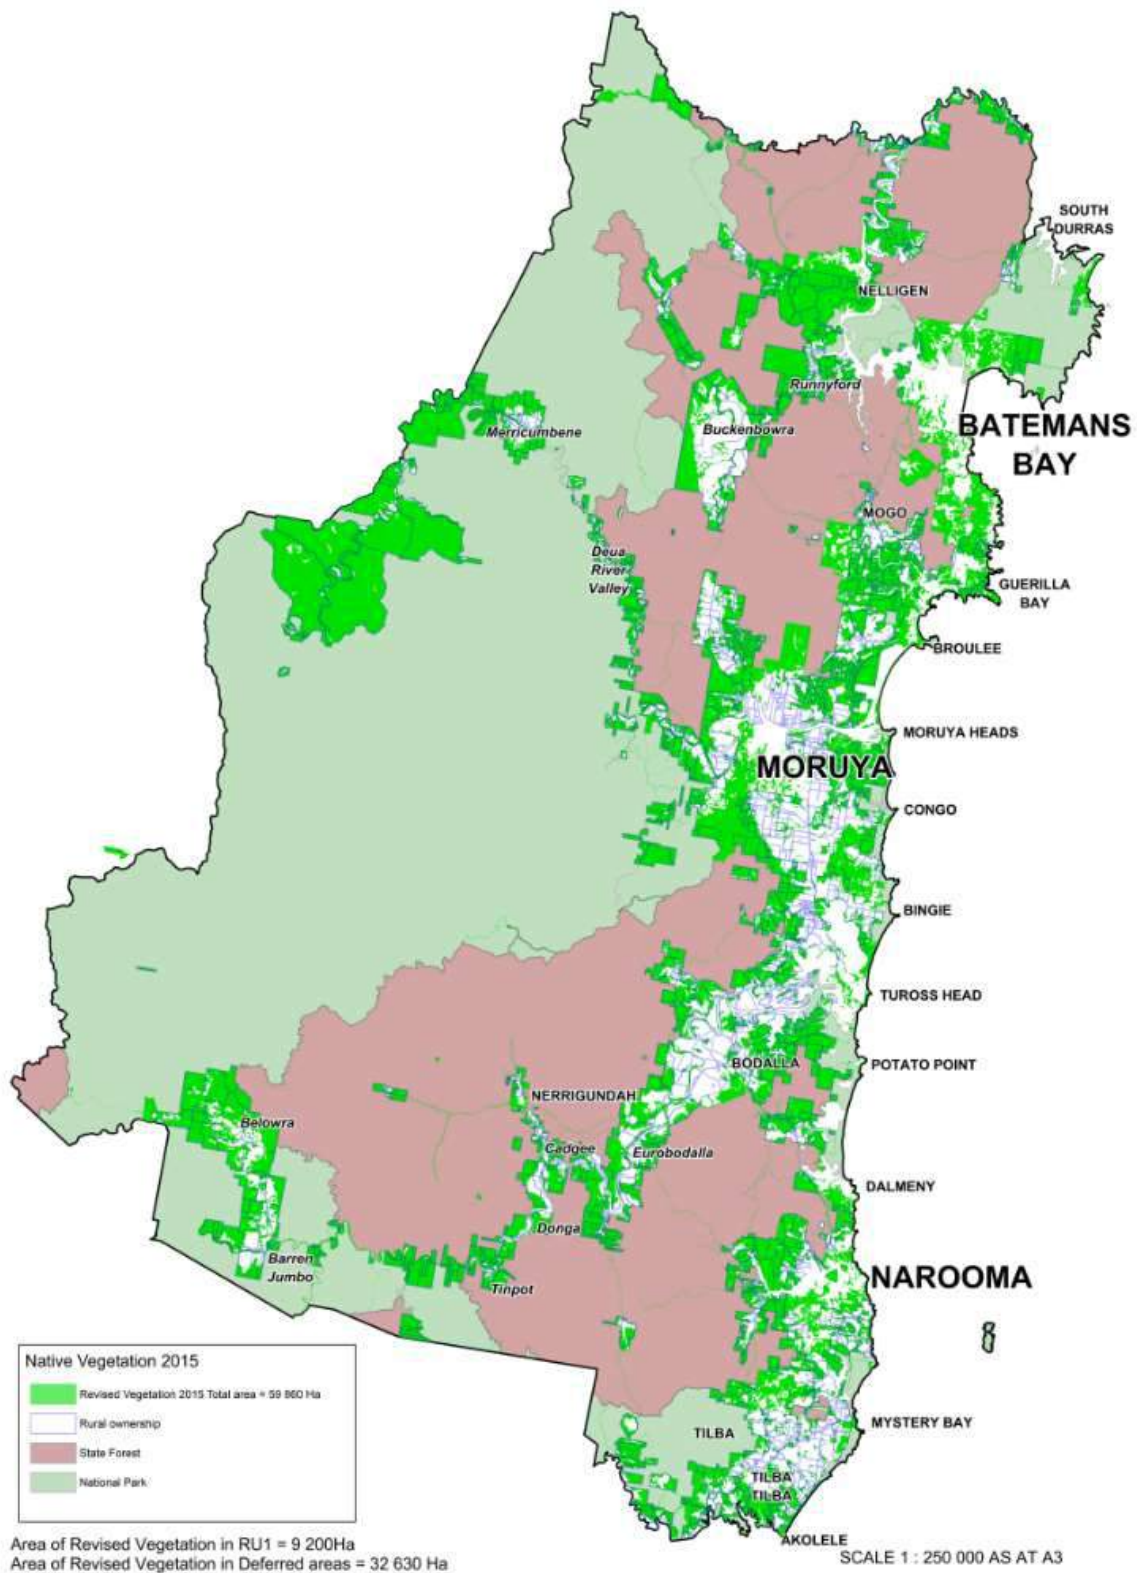 SOUTH
DURRAS
NELLIGEN
Runnyford
BATEMANS
BAY
Merricumbene
Buckenbowra
MOGO
Deua
River
Valley
GUERILLA
BAY
BROULEE
MORUYA HEADS
MORUYA
CONGO
BINGIE
TUROSS HEAD
BODALLA
POTATO POINT
NERRIGUNDAH
Belowra
Cadgee
Eurobodalla
DALMENY
Donga
Barren
Jumbo
Tinpot
NAROOMA
MYSTERY BAY
TILBA
TILBA
TILBA
AKOLELE
Native Vegetation 2015
Revised Vegetation 2015 Total area = 59 860 Ha
Rural ownership
State Forest
National Park
Area of Revised Vegetation in RU1 = 9 200Ha
Area of Revised Vegetation in Deferred areas = 32 630 Ha
SCALE 1 : 250 000 AS AT A3